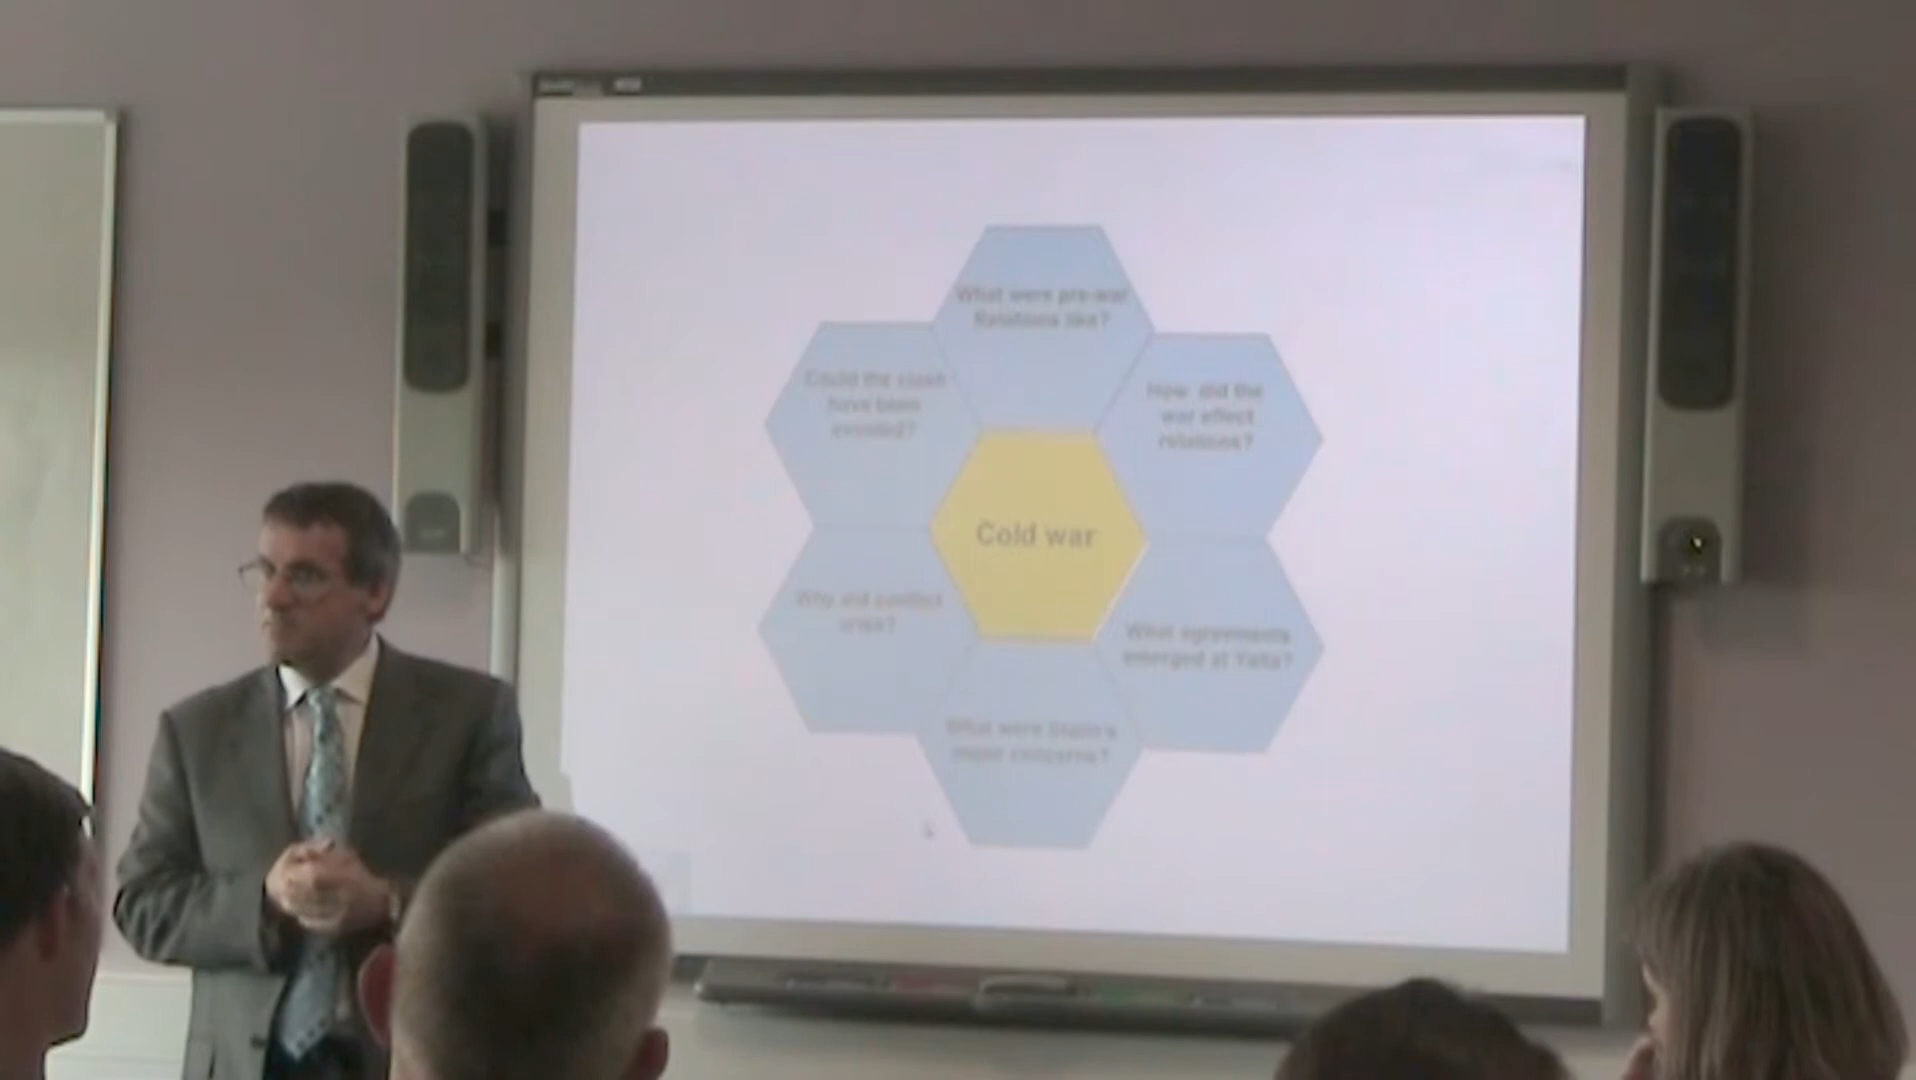 What were pre-war
Relations like?
How did the
war effect
relations?
What agreements
emerged at Yalta?
What were Stalin's
major concerns?
Why did conflict
arise?
Could the clash
have been
avoided?
Cold war